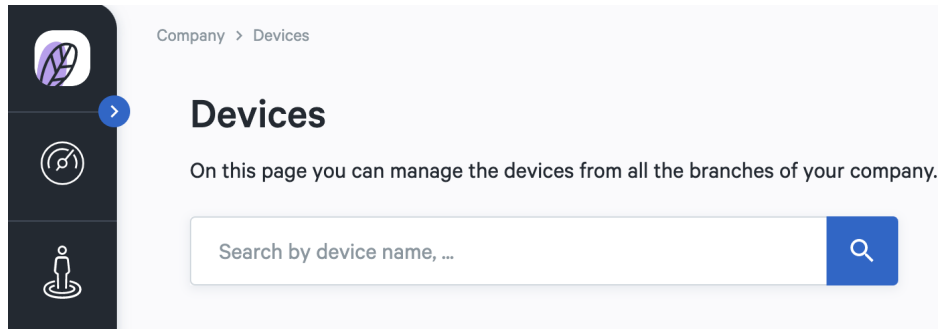 Company > Devices
Devices
On this page you can manage the devices from all the branches of your company.
Search by device name, ...